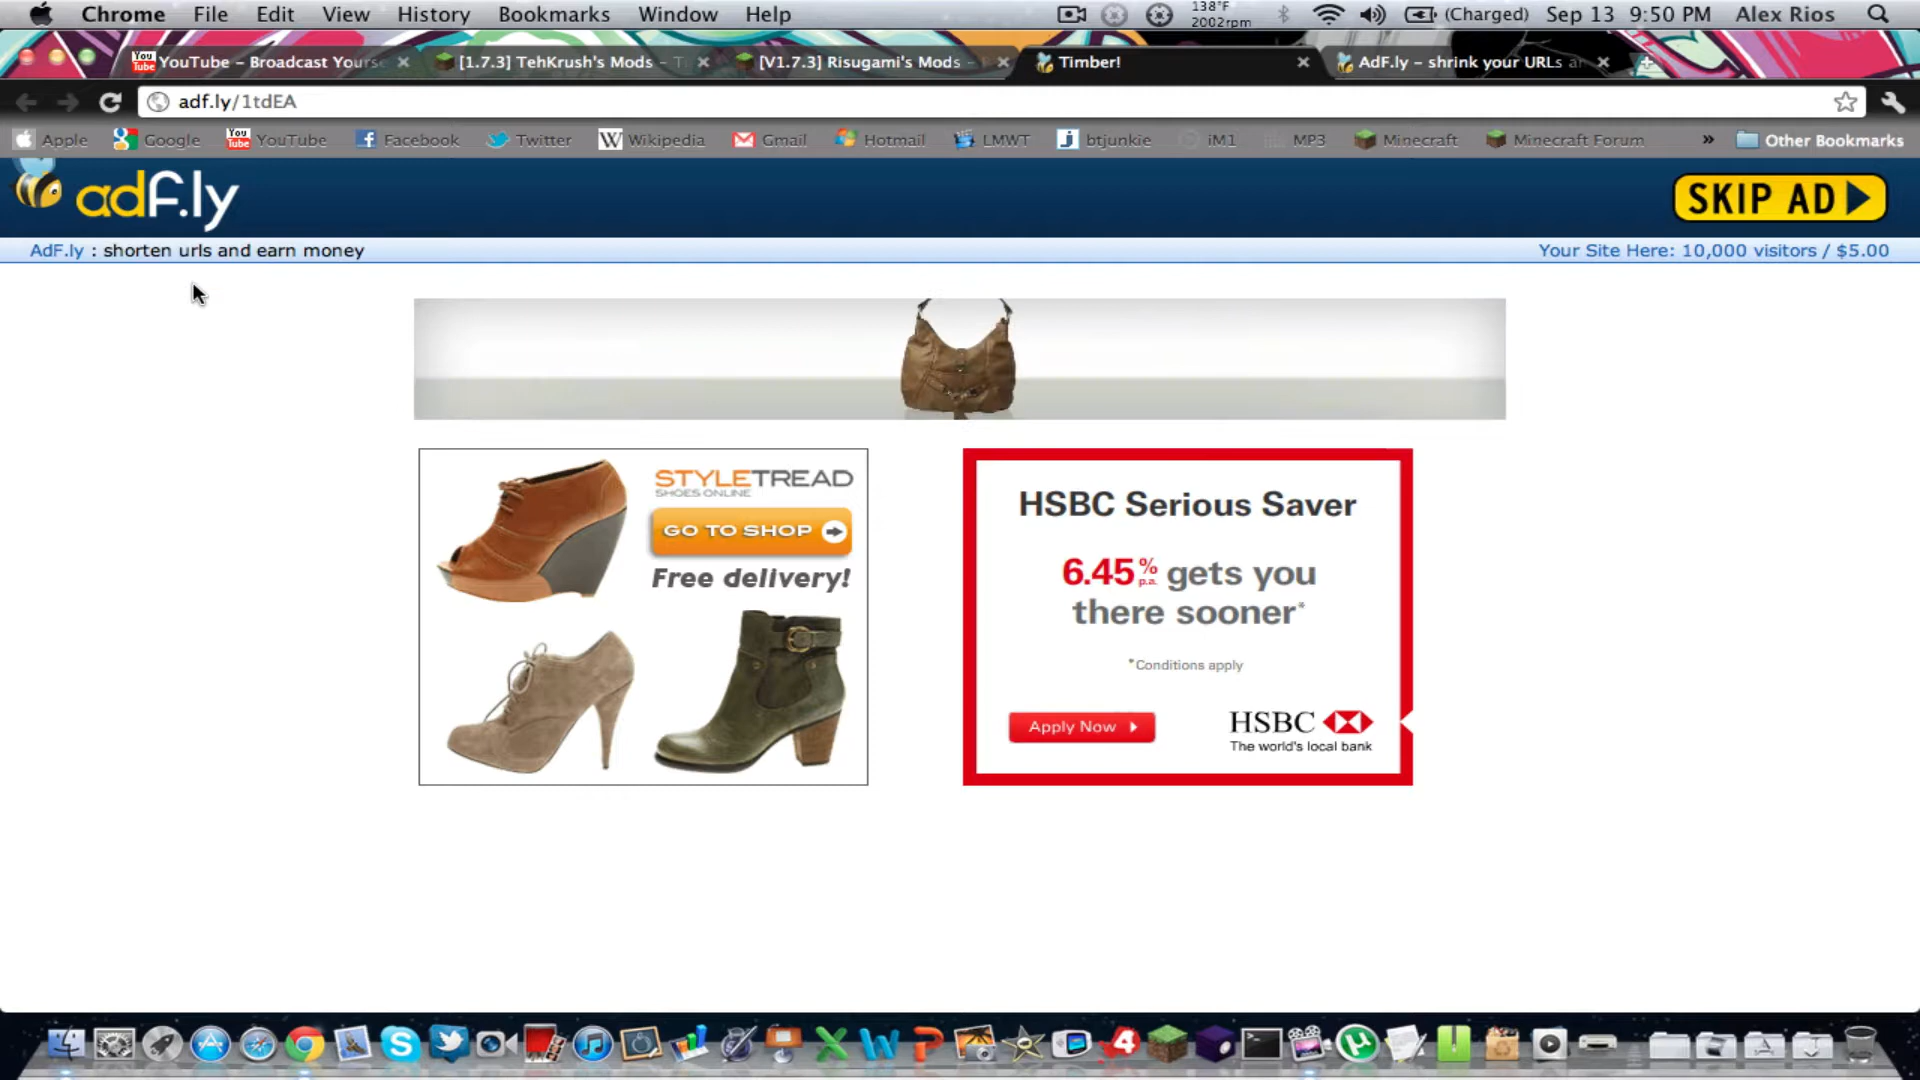 Chrome File Edit View History Bookmarks Window Help 138°F 2002rpm (Charged) Sep 13 9:50 PM Alex Rios
YouTube – Broadcast Yourse [1.7.3] TehKrush's Mods – T [V1.7.3] Risugami's Mods – Timber! AdF.ly – shrink your URLs a
adf.ly/1tdEA
Apple Google YouTube Facebook Twitter Wikipedia Gmail Hotmail LMWT btjunkie iM1 MP3 Minecraft Minecraft Forum » Other Bookmarks
adf.ly SKIP AD
AdF.ly : shorten urls and earn money Your Site Here: 10,000 visitors / $5.00
STYLETREAD
SHOES ONLINE
GO TO SHOP
Free delivery!
HSBC Serious Saver
6.45% p.a. gets you
there sooner*
*Conditions apply
Apply Now
HSBC
The world's local bank